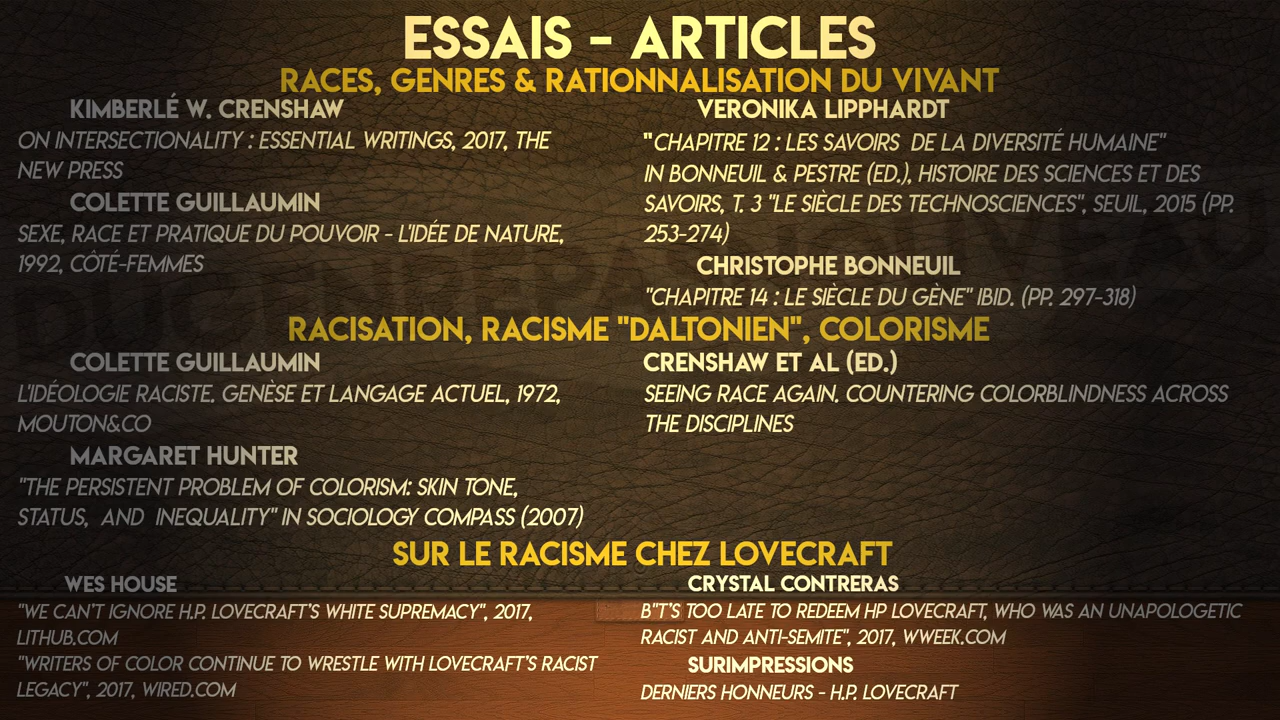 ESSAIS - ARTICLES
RACES, GENRES & RATIONNALISATION DU VIVANT
KIMBERLÉ W. CRENSHAW
ON INTERSECTIONALITY : ESSENTIAL WRITINGS, 2017, THE
NEW PRESS
COLETTE GUILLAUMIN
SEXE, RACE ET PRATIQUE DU POUVOIR - L'IDÉE DE NATURE,
1992, CÔTÉ-FEMMES
VERONIKA LIPPHARDT
"CHAPITRE 12 : LES SAVOIRS DE LA DIVERSITÉ HUMAINE"
IN BONNEUIL & PESTRE (ED.), HISTOIRE DES SCIENCES ET DES
SAVOIRS, T. 3 "LE SIÈCLE DES TECHNOSCIENCES", SEUIL, 2015 (PP.
253-274)
CHRISTOPHE BONNEUIL
"CHAPITRE 14 : LE SIÈCLE DU GÈNE" IBID. (PP. 297-318)
RACISATION, RACISME "DALTONIEN", COLORISME
COLETTE GUILLAUMIN
L'IDÉOLOGIE RACISTE. GENÈSE ET LANGAGE ACTUEL, 1972,
MOUTON&CO
MARGARET HUNTER
"THE PERSISTENT PROBLEM OF COLORISM: SKIN TONE,
STATUS, AND INEQUALITY" IN SOCIOLOGY COMPASS (2007)
CRENSHAW ET AL (ED.)
SEEING RACE AGAIN. COUNTERING COLORBLINDNESS ACROSS
THE DISCIPLINES
SUR LE RACISME CHEZ LOVECRAFT
WES HOUSE
"WE CAN'T IGNORE H.P. LOVECRAFT'S WHITE SUPREMACY", 2017,
LITHUB.COM
"WRITERS OF COLOR CONTINUE TO WRESTLE WITH LOVECRAFT'S RACIST
LEGACY", 2017, WIRED.COM
CRYSTAL CONTRERAS
B"T'S TOO LATE TO REDEEM HP LOVECRAFT, WHO WAS AN UNAPOLOGETIC
RACIST AND ANTI-SEMITE", 2017, WWEEK.COM
SURIMPRESSIONS
DERNIERS HONNEURS - H.P. LOVECRAFT